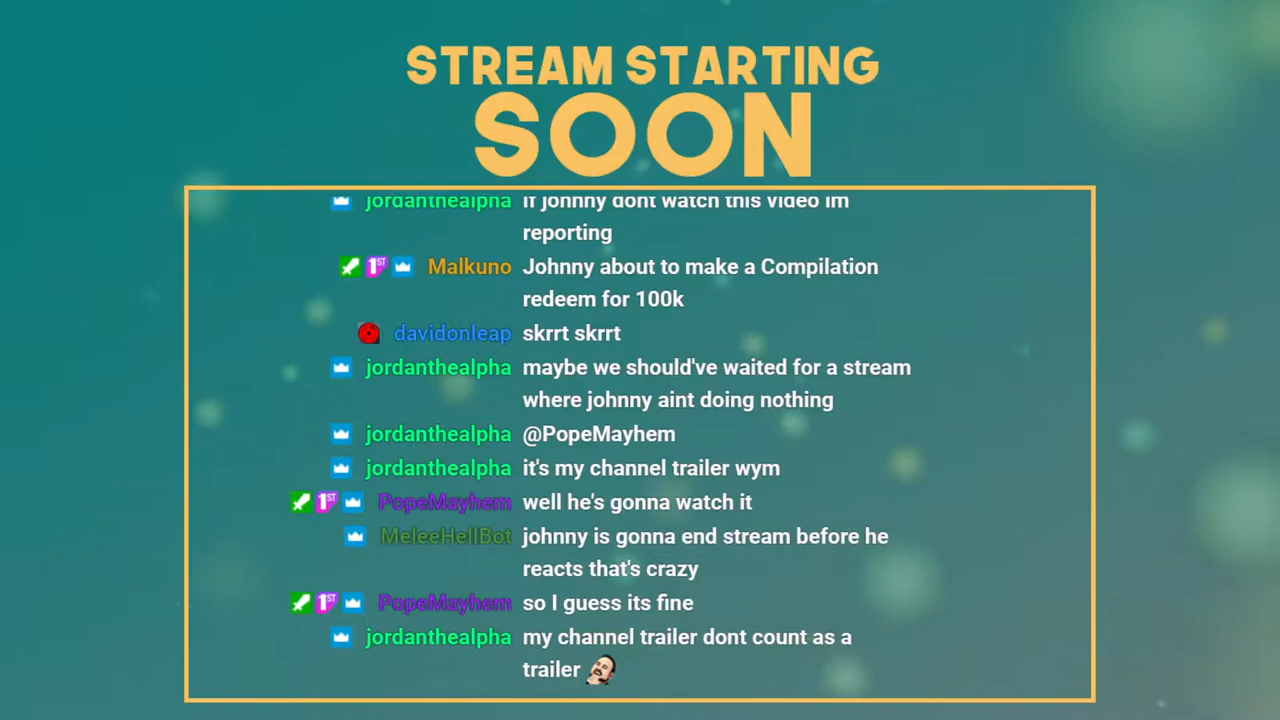 STREAM STARTING
SOON
jordanthealpha if johnny dont watch this video im
reporting
1ST Malkuno Johnny about to make a Compilation
redeem for 100k
davidonleap skrrt skrrt
jordanthealpha maybe we should've waited for a stream
where johnny aint doing nothing
jordanthealpha @PopeMayhem
jordanthealpha it's my channel trailer wym
1ST PopeMayhem well he's gonna watch it
MeleeHellBot johnny is gonna end stream before he
reacts that's crazy
1ST PopeMayhem so I guess its fine
jordanthealpha my channel trailer dont count as a
trailer